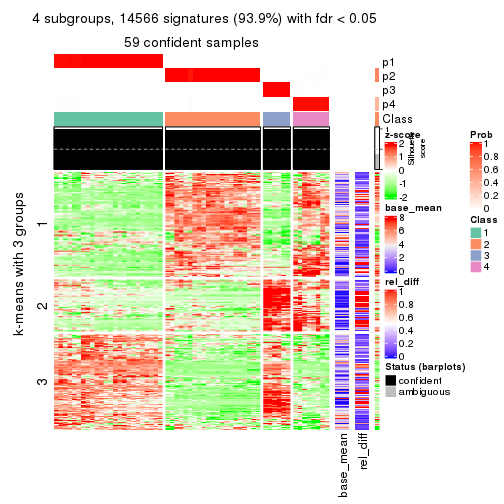 4 subgroups, 14566 signatures (93.9%) with fdr < 0.05
59 confident samples
p1
p2
p3
p4
Class
1
Silhouette
score
k-means with 3 groups
1
2
3
base_mean
rel_diff
z-score
2
1
0
-1
-2
base_mean
8
6
4
2
0
rel_diff
1
0.8
0.6
0.4
0.2
0
Status (barplots)
confident
ambiguous
Prob
1
0.8
0.6
0.4
0.2
0
Class
1
2
3
4